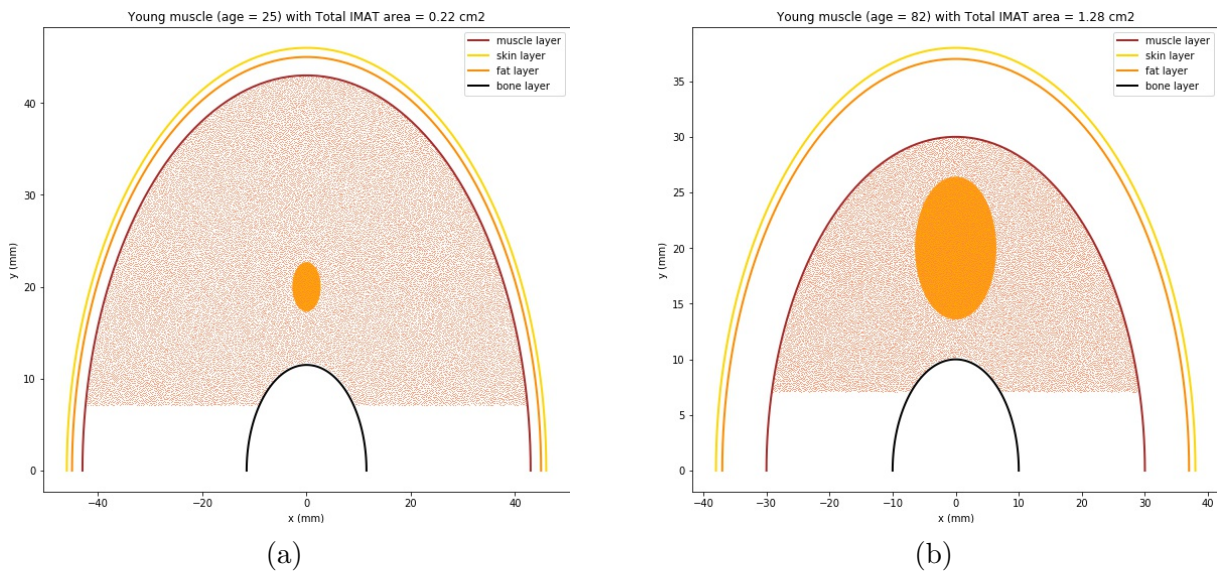 Young muscle (age = 25) with Total IMAT area = 0.22 cm2
muscle layer
skin layer
fat layer
bone layer
40
30
20
10
0
y (mm)
−40
−20
0
20
40
x (mm)
(a)
Young muscle (age = 82) with Total IMAT area = 1.28 cm2
muscle layer
skin layer
fat layer
bone layer
35
30
25
20
15
10
5
0
y (mm)
−40
−30
−20
−10
0
10
20
30
40
x (mm)
(b)